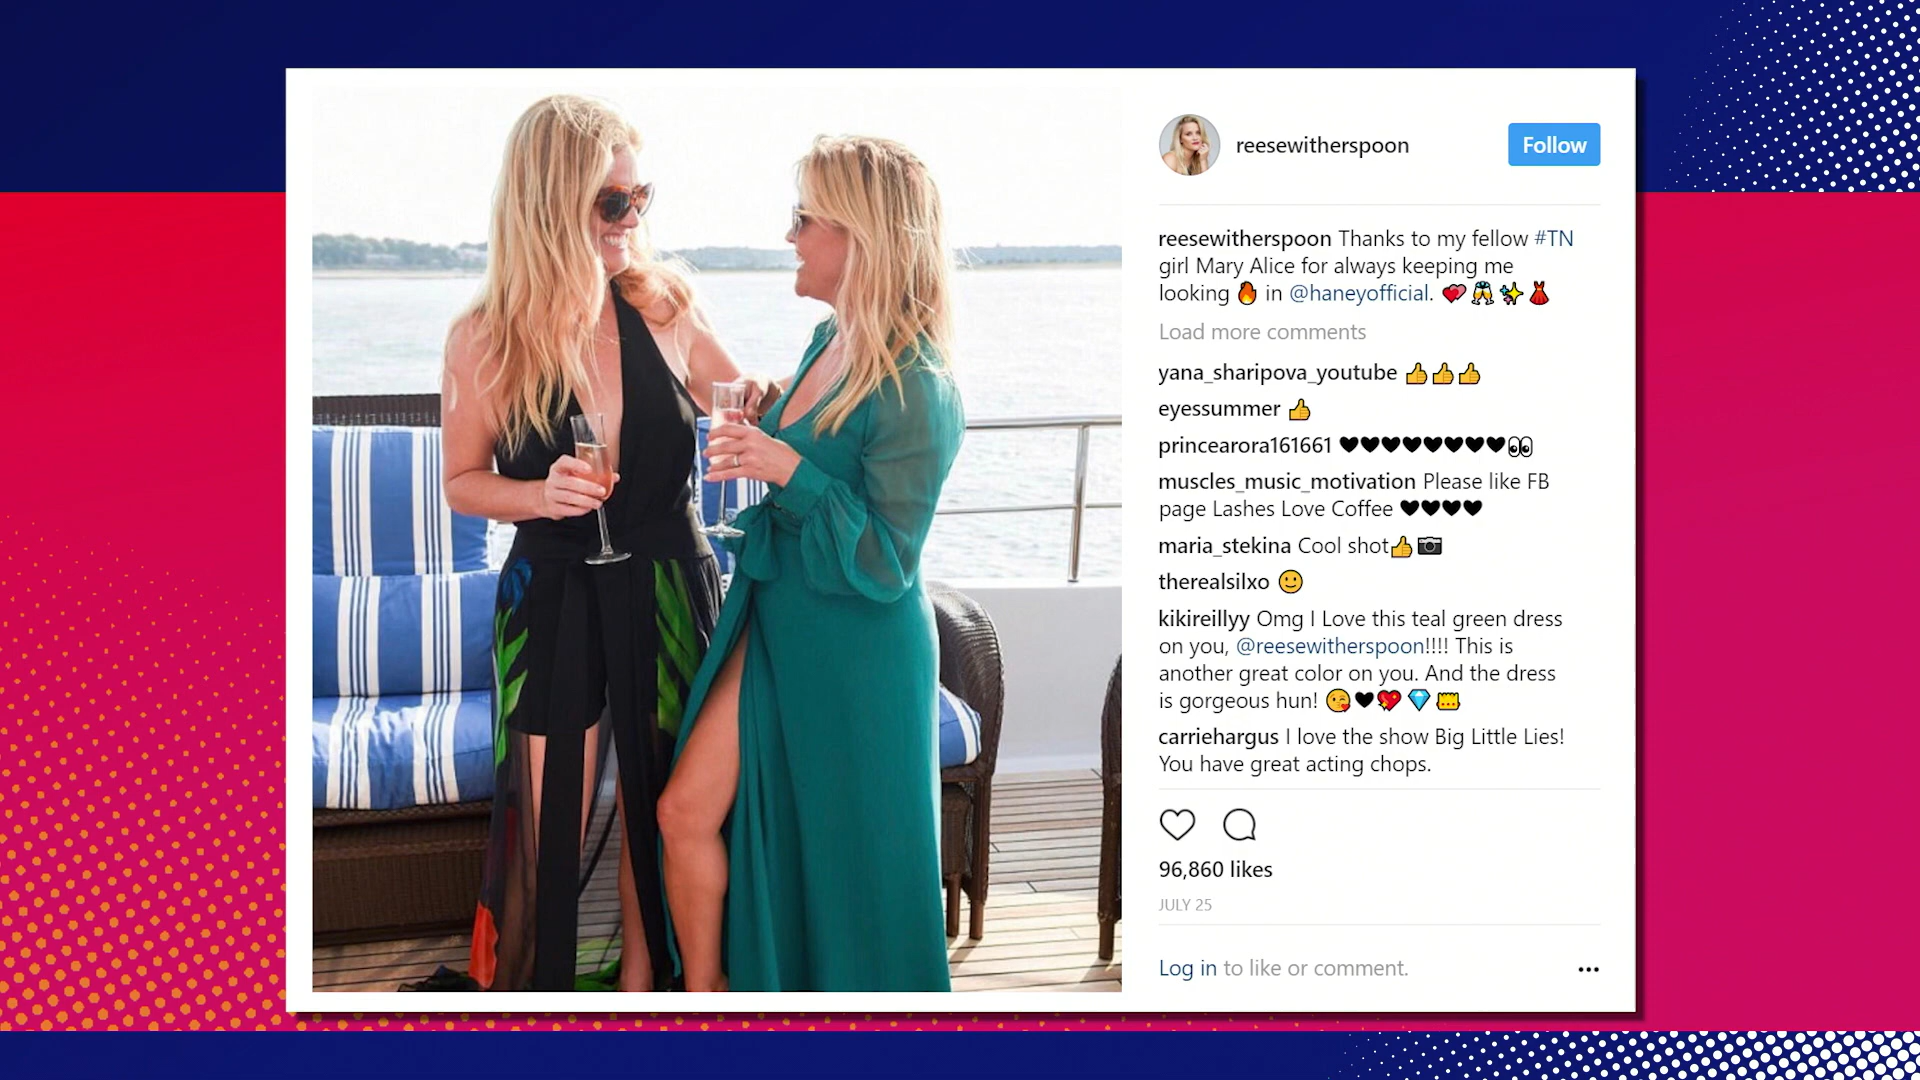 reesewitherspoon
Follow
reesewitherspoon Thanks to my fellow #TN
girl Mary Alice for always keeping me
looking 🔥 in @haneyofficial. 💕🥂✨👗
Load more comments
yana_sharipova_youtube 👍👍👍
eyessummer 👍
princearora161661 ♥♥♥♥♥♥♥♥👀
muscles_music_motivation Please like FB
page Lashes Love Coffee ♥♥♥♥
maria_stekina Cool shot👍📷
therealsilxo 🙂
kikireillyy Omg I Love this teal green dress
on you, @reesewitherspoon!!!! This is
another great color on you. And the dress
is gorgeous hun! 😘♥💖💎👑
carriehargus I love the show Big Little Lies!
You have great acting chops.
96,860 likes
JULY 25
Log in to like or comment.